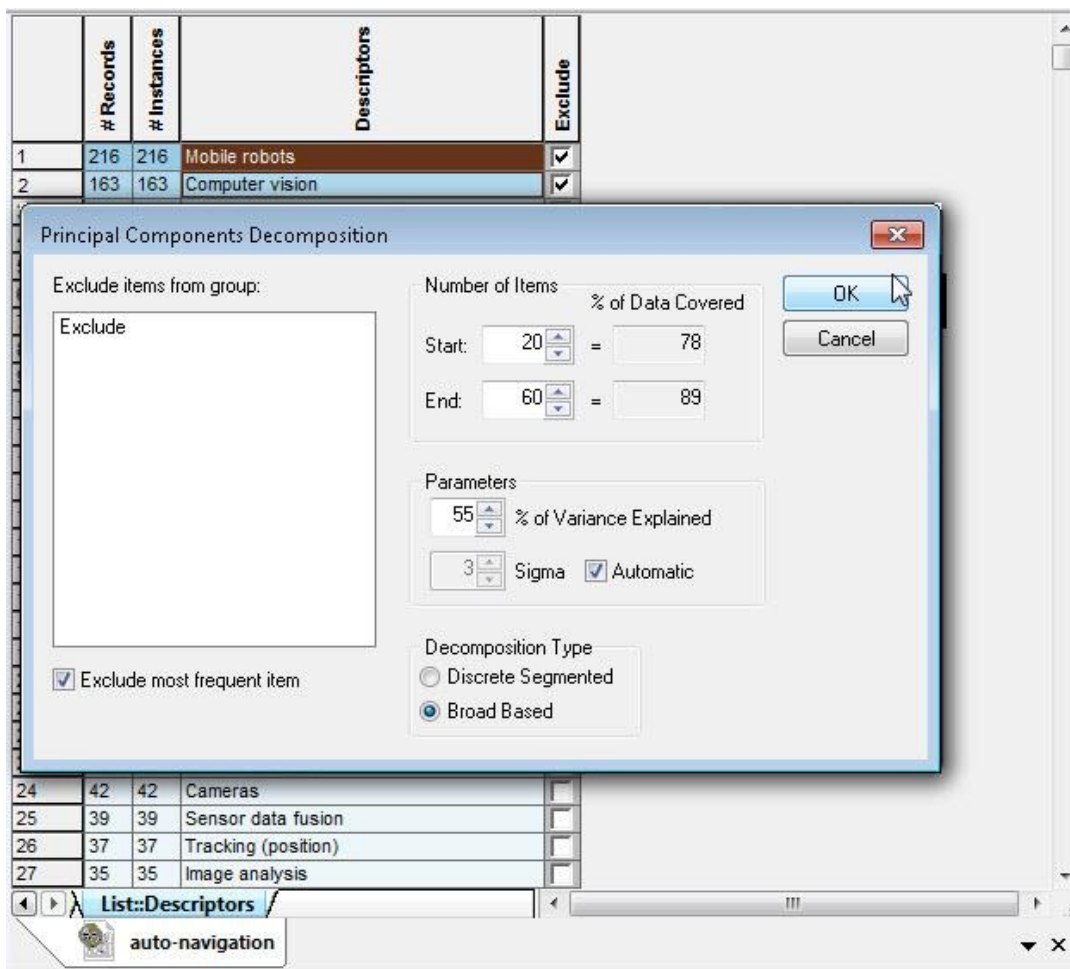 # Records # Instances Descriptors Exclude
1 216 216 Mobile robots
2 163 163 Computer vision
Principal Components Decomposition
Exclude items from group:
Exclude
Exclude most frequent item
Number of Items
% of Data Covered
Start: 20 = 78
End: 60 = 89
Parameters
55 % of Variance Explained
3 Sigma Automatic
Decomposition Type
Discrete Segmented
Broad Based
OK
Cancel
24 42 42 Cameras
25 39 39 Sensor data fusion
26 37 37 Tracking (position)
27 35 35 Image analysis
List::Descriptors
auto-navigation